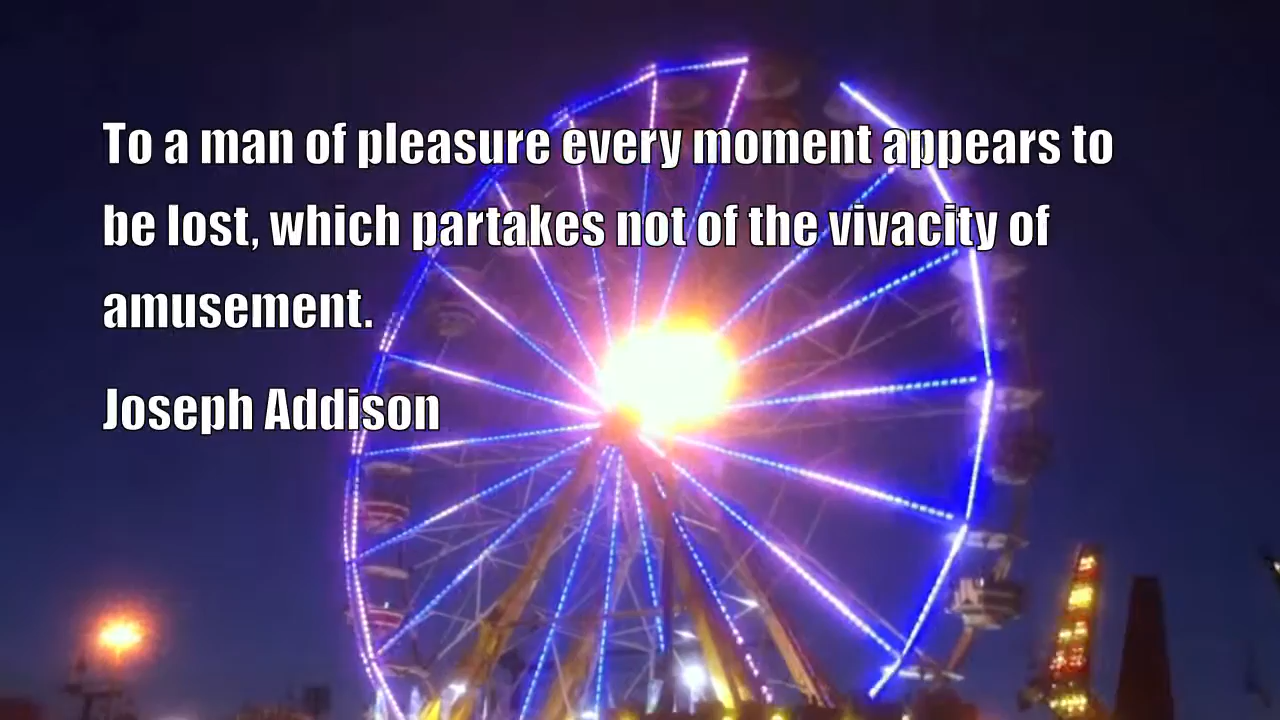 To a man of pleasure every moment appears to
be lost, which partakes not of the vivacity of
amusement.
Joseph Addison